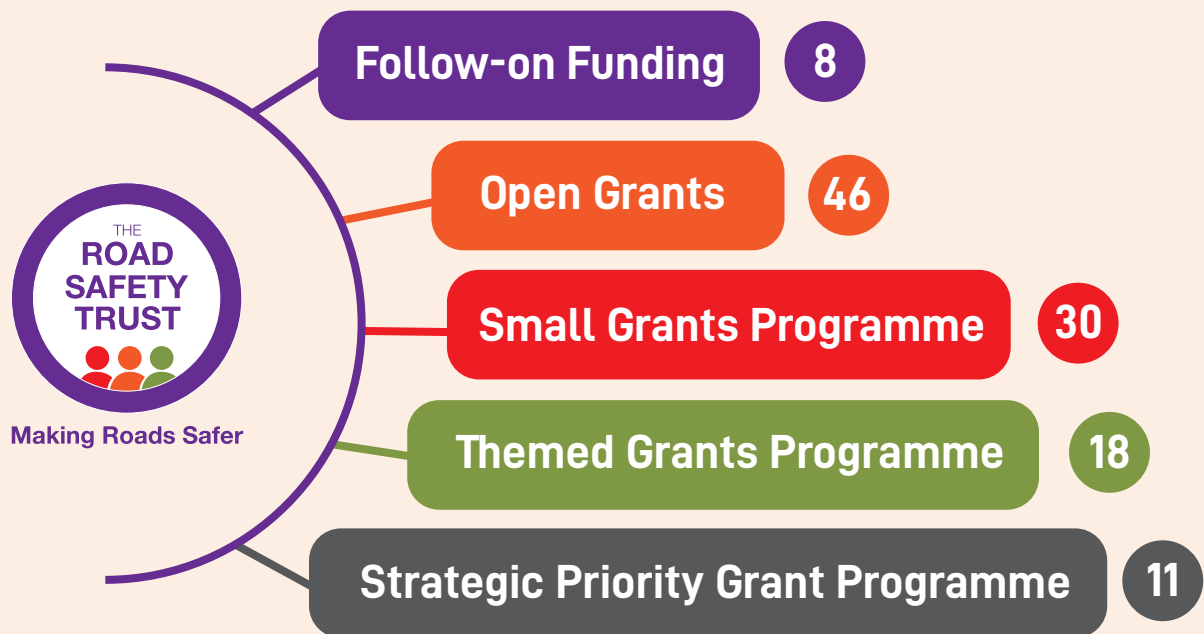 Follow-on Funding 8
Open Grants 46
THE
ROAD
SAFETY
TRUST
Making Roads Safer
Small Grants Programme 30
Themed Grants Programme 18
Strategic Priority Grant Programme 11